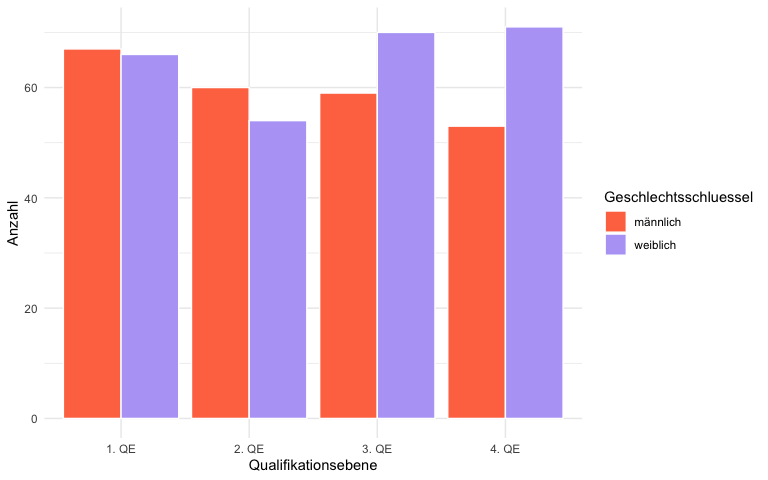 Anzahl
60
40
20
0
1. QE
2. QE
3. QE
4. QE
Qualifikationsebene
Geschlechtsschluessel
männlich
weiblich